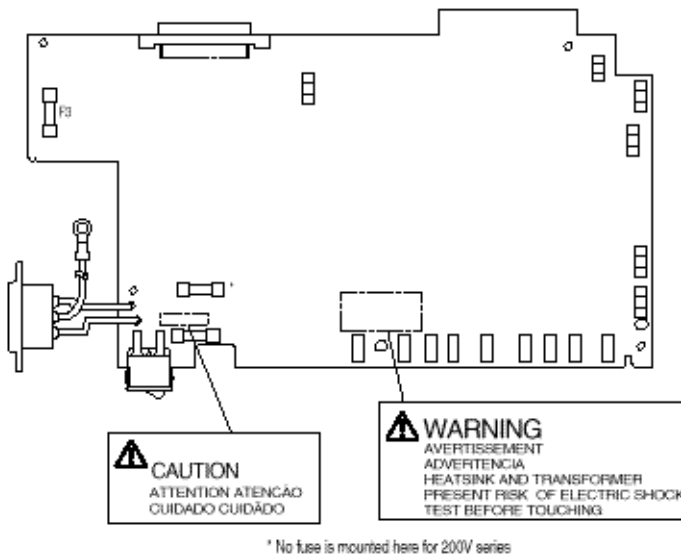 F3
*
CAUTION
ATTENTION ATENCÃO
CUIDADO CUIDÃDO
WARNING
AVERTISSEMENT
ADVERTENCIA
HEATSINK AND TRANSFORMER
PRESENT RISK OF ELECTRIC SHOCK
TEST BEFORE TOUCHING
* No fuse is mounted here for 200V series